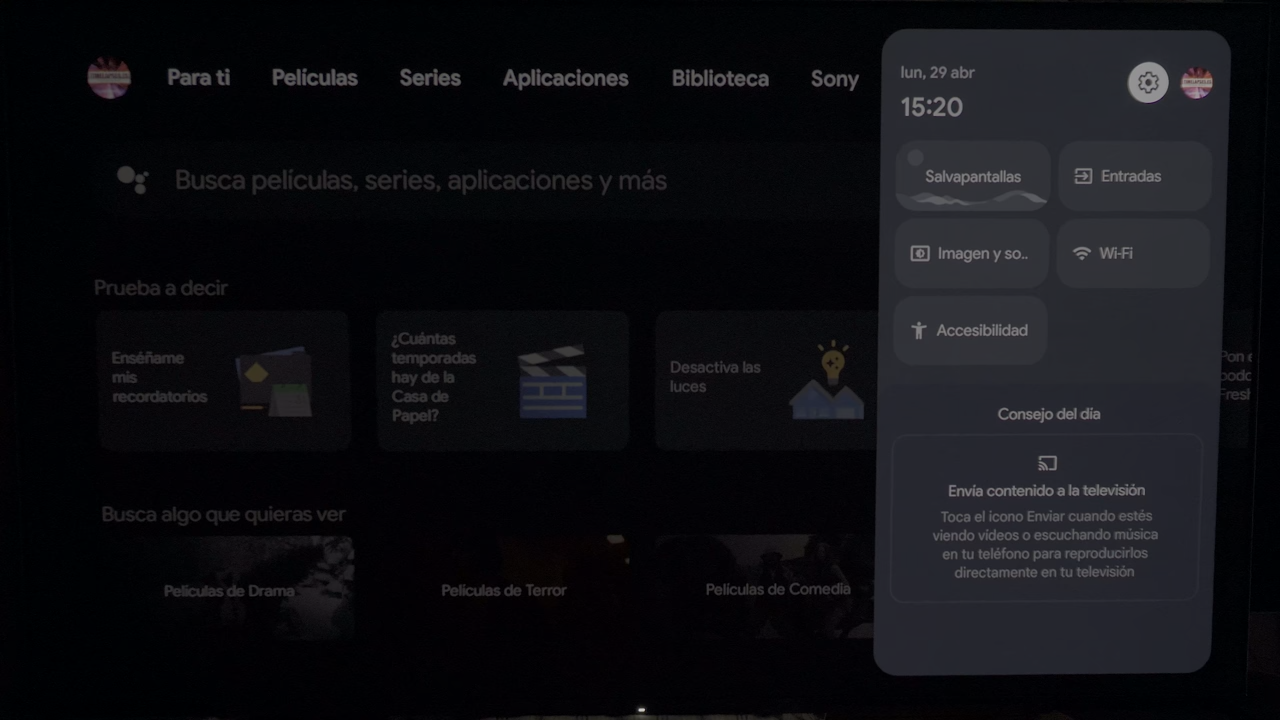 Para ti
Películas
Series
Aplicaciones
Biblioteca
Sony
Busca películas, series, aplicaciones y más
Prueba a decir
Enséñame
mis
recordatorios
¿Cuántas
temporadas
hay de la
Casa de
Papel?
Desactiva las
luces
Busca algo que quieras ver
Películas de Drama
Películas de Terror
Películas de Comedia
lun, 29 abr
15:20
Salvapantallas
Entradas
Imagen y so..
Wi-Fi
Accesibilidad
Consejo del día
Envía contenido a la televisión
Toca el icono Enviar cuando estés
viendo vídeos o escuchando música
en tu teléfono para reproducirlos
directamente en tu televisión
Pon e